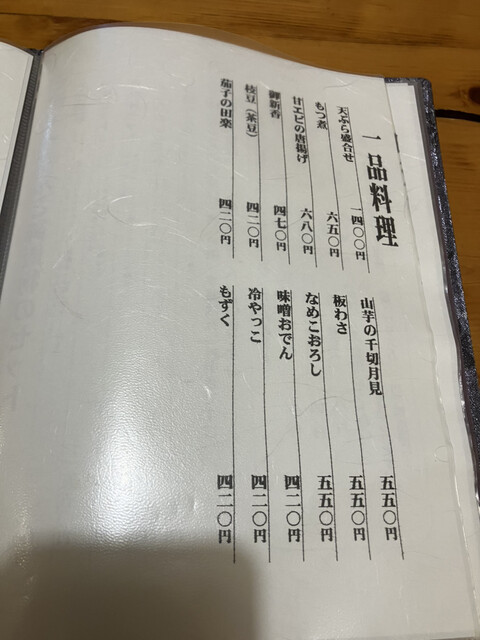 一品料理
天ぷら盛合せ 一四〇〇円
もつ煮 六五〇円
甘エビの唐揚げ 六八〇円
御新香 四七〇円
枝豆（茶豆） 四二〇円
茄子の田楽 四二〇円
山芋の千切月見 五五〇円
板わさ 五五〇円
なめこおろし 五五〇円
味噌おでん 四二〇円
冷やっこ 四二〇円
もずく 四二〇円